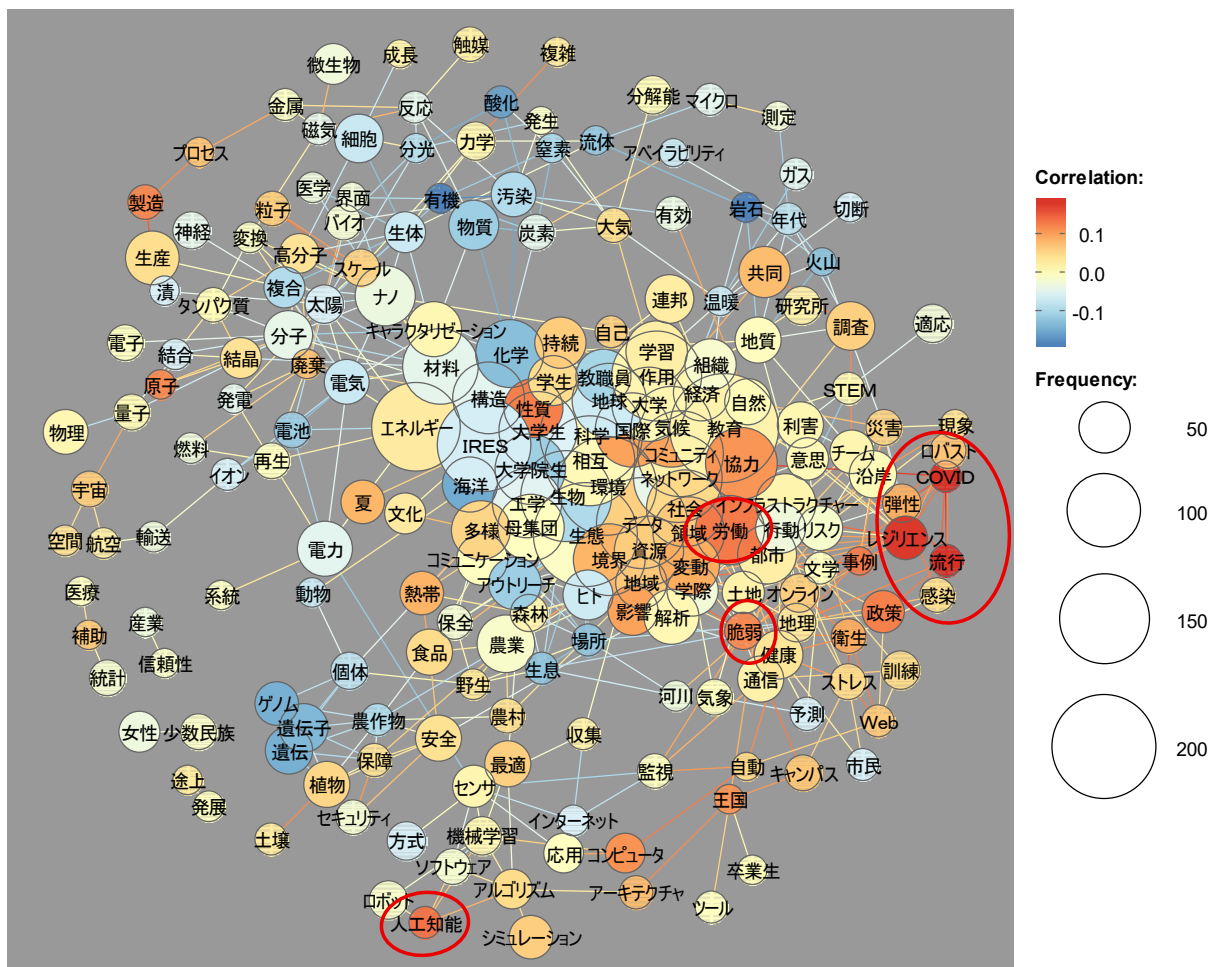 触媒
成長
複雑
微生物
金属
反応
酸化
分解能
マイクロ
測定
磁気
細胞
分光
力学
発生
窒素
流体
アベイラビリティ
プロセス
ガス
医学
界面
有機
汚染
製造
粒子
バイオ
生体
物質
炭素
大気
有効
岩石
年代
切断
神経
変換
高分子
スケール
生産
漬
タンパク質
複合
太陽
ナノ
連邦
温暖
共同
火山
研究所
電子
分子
キャラクタリゼーション
持続
自己
地質
調査
適応
結合
結晶
廃棄
材料
化学
学習
組織
原子
発電
電気
学生
教職員
作用
経済
STEM
量子
構造
性質
地球
大学
自然
物理
燃料
電池
エネルギー
大学生
科学
国際
気候
教育
利害
災害
現象
再生
IRES
コミュニティ
ロバスト
イオン
大学院生
相互
協力
意思
チーム
沿岸
COVID
宇宙
海洋
生物
環境
ネットワーク
夏
文化
工学
社会
インフラストラクチャー
弾性
空間
航空
輸送
多様
母集団
データ
領域
労働
行動
リスク
レジリエンス
電力
コミュニケーション
生態
境界
資源
変動
都市
文学
事例
流行
医療
系統
動物
熱帯
アウトリーチ
ヒト
地域
学際
土地
オンライン
感染
補助
産業
保全
森林
影響
解析
脆弱
地理
政策
統計
信頼性
食品
農業
場所
健康
衛生
個体
野生
生息
河川
気象
通信
ストレス
訓練
女性
少数民族
ゲノム
遺伝子
農作物
農村
予測
Web
遺伝
保障
安全
収集
途上
植物
最適
監視
自動
キャンパス
市民
発展
セキュリティ
センサ
王国
土壌
方式
機械学習
インターネット
応用
コンピュータ
ソフトウェア
卒業生
ロボット
アルゴリズム
アーキテクチャ
ツール
人工知能
シミュレーション
Correlation:
0.1
0.0
-0.1
Frequency:
50
100
150
200